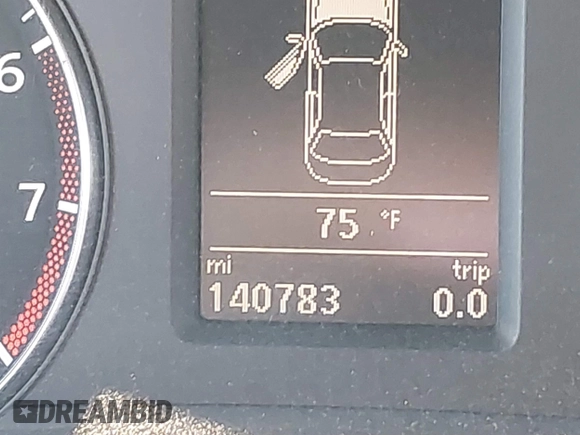 6
7
75 °F
mi trip
140783 0.0
DREAMBID